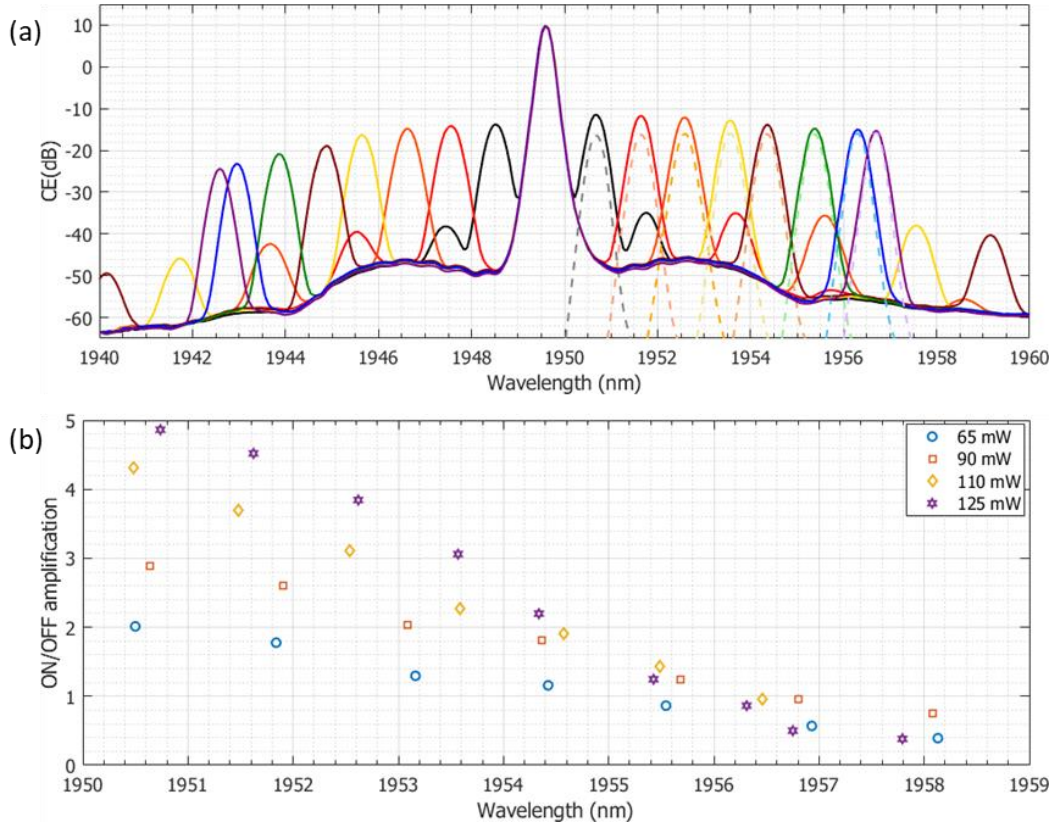 (a)
CE(dB)
10
0
-10
-20
-30
-40
-50
-60
1940 1942 1944 1946 1948 1950 1952 1954 1956 1958 1960
Wavelength (nm)
(b)
ON/OFF amplification
5
4
3
2
1
0
65 mW
90 mW
110 mW
125 mW
1950 1951 1952 1953 1954 1955 1956 1957 1958 1959
Wavelength (nm)